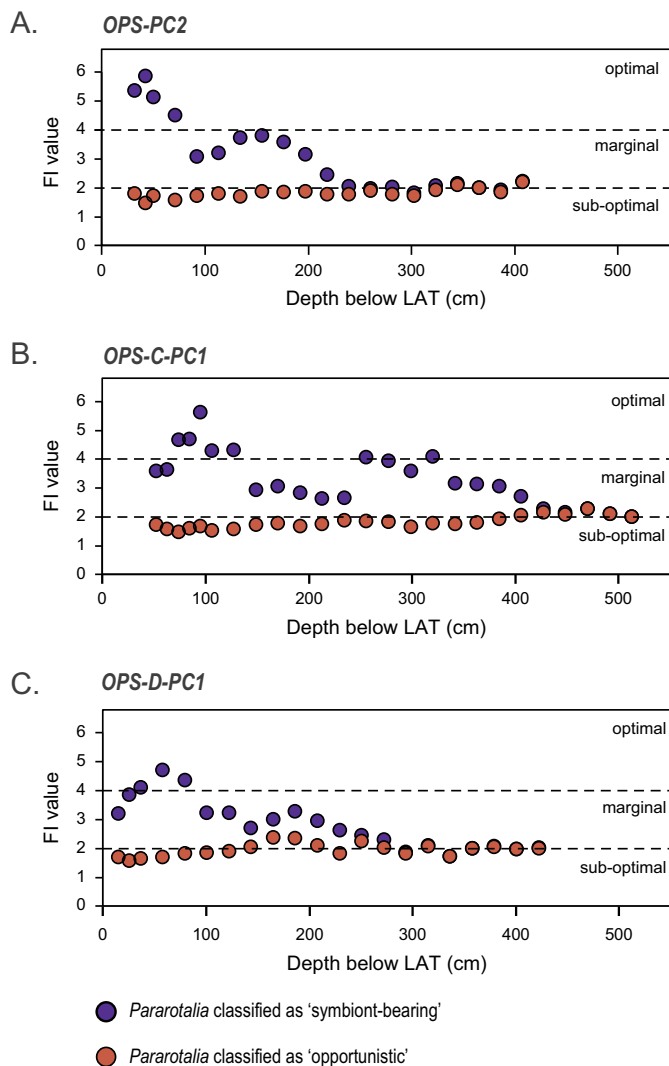 A. OPS-PC2
6
5
4
3
2
1
0
FI value
optimal
marginal
sub-optimal
0 100 200 300 400 500
Depth below LAT (cm)
B. OPS-C-PC1
6
5
4
3
2
1
0
FI value
optimal
marginal
sub-optimal
0 100 200 300 400 500
Depth below LAT (cm)
C. OPS-D-PC1
6
5
4
3
2
1
0
FI value
optimal
marginal
sub-optimal
0 100 200 300 400 500
Depth below LAT (cm)
Pararotalia classified as ‘symbiont-bearing’
Pararotalia classified as ‘opportunistic’